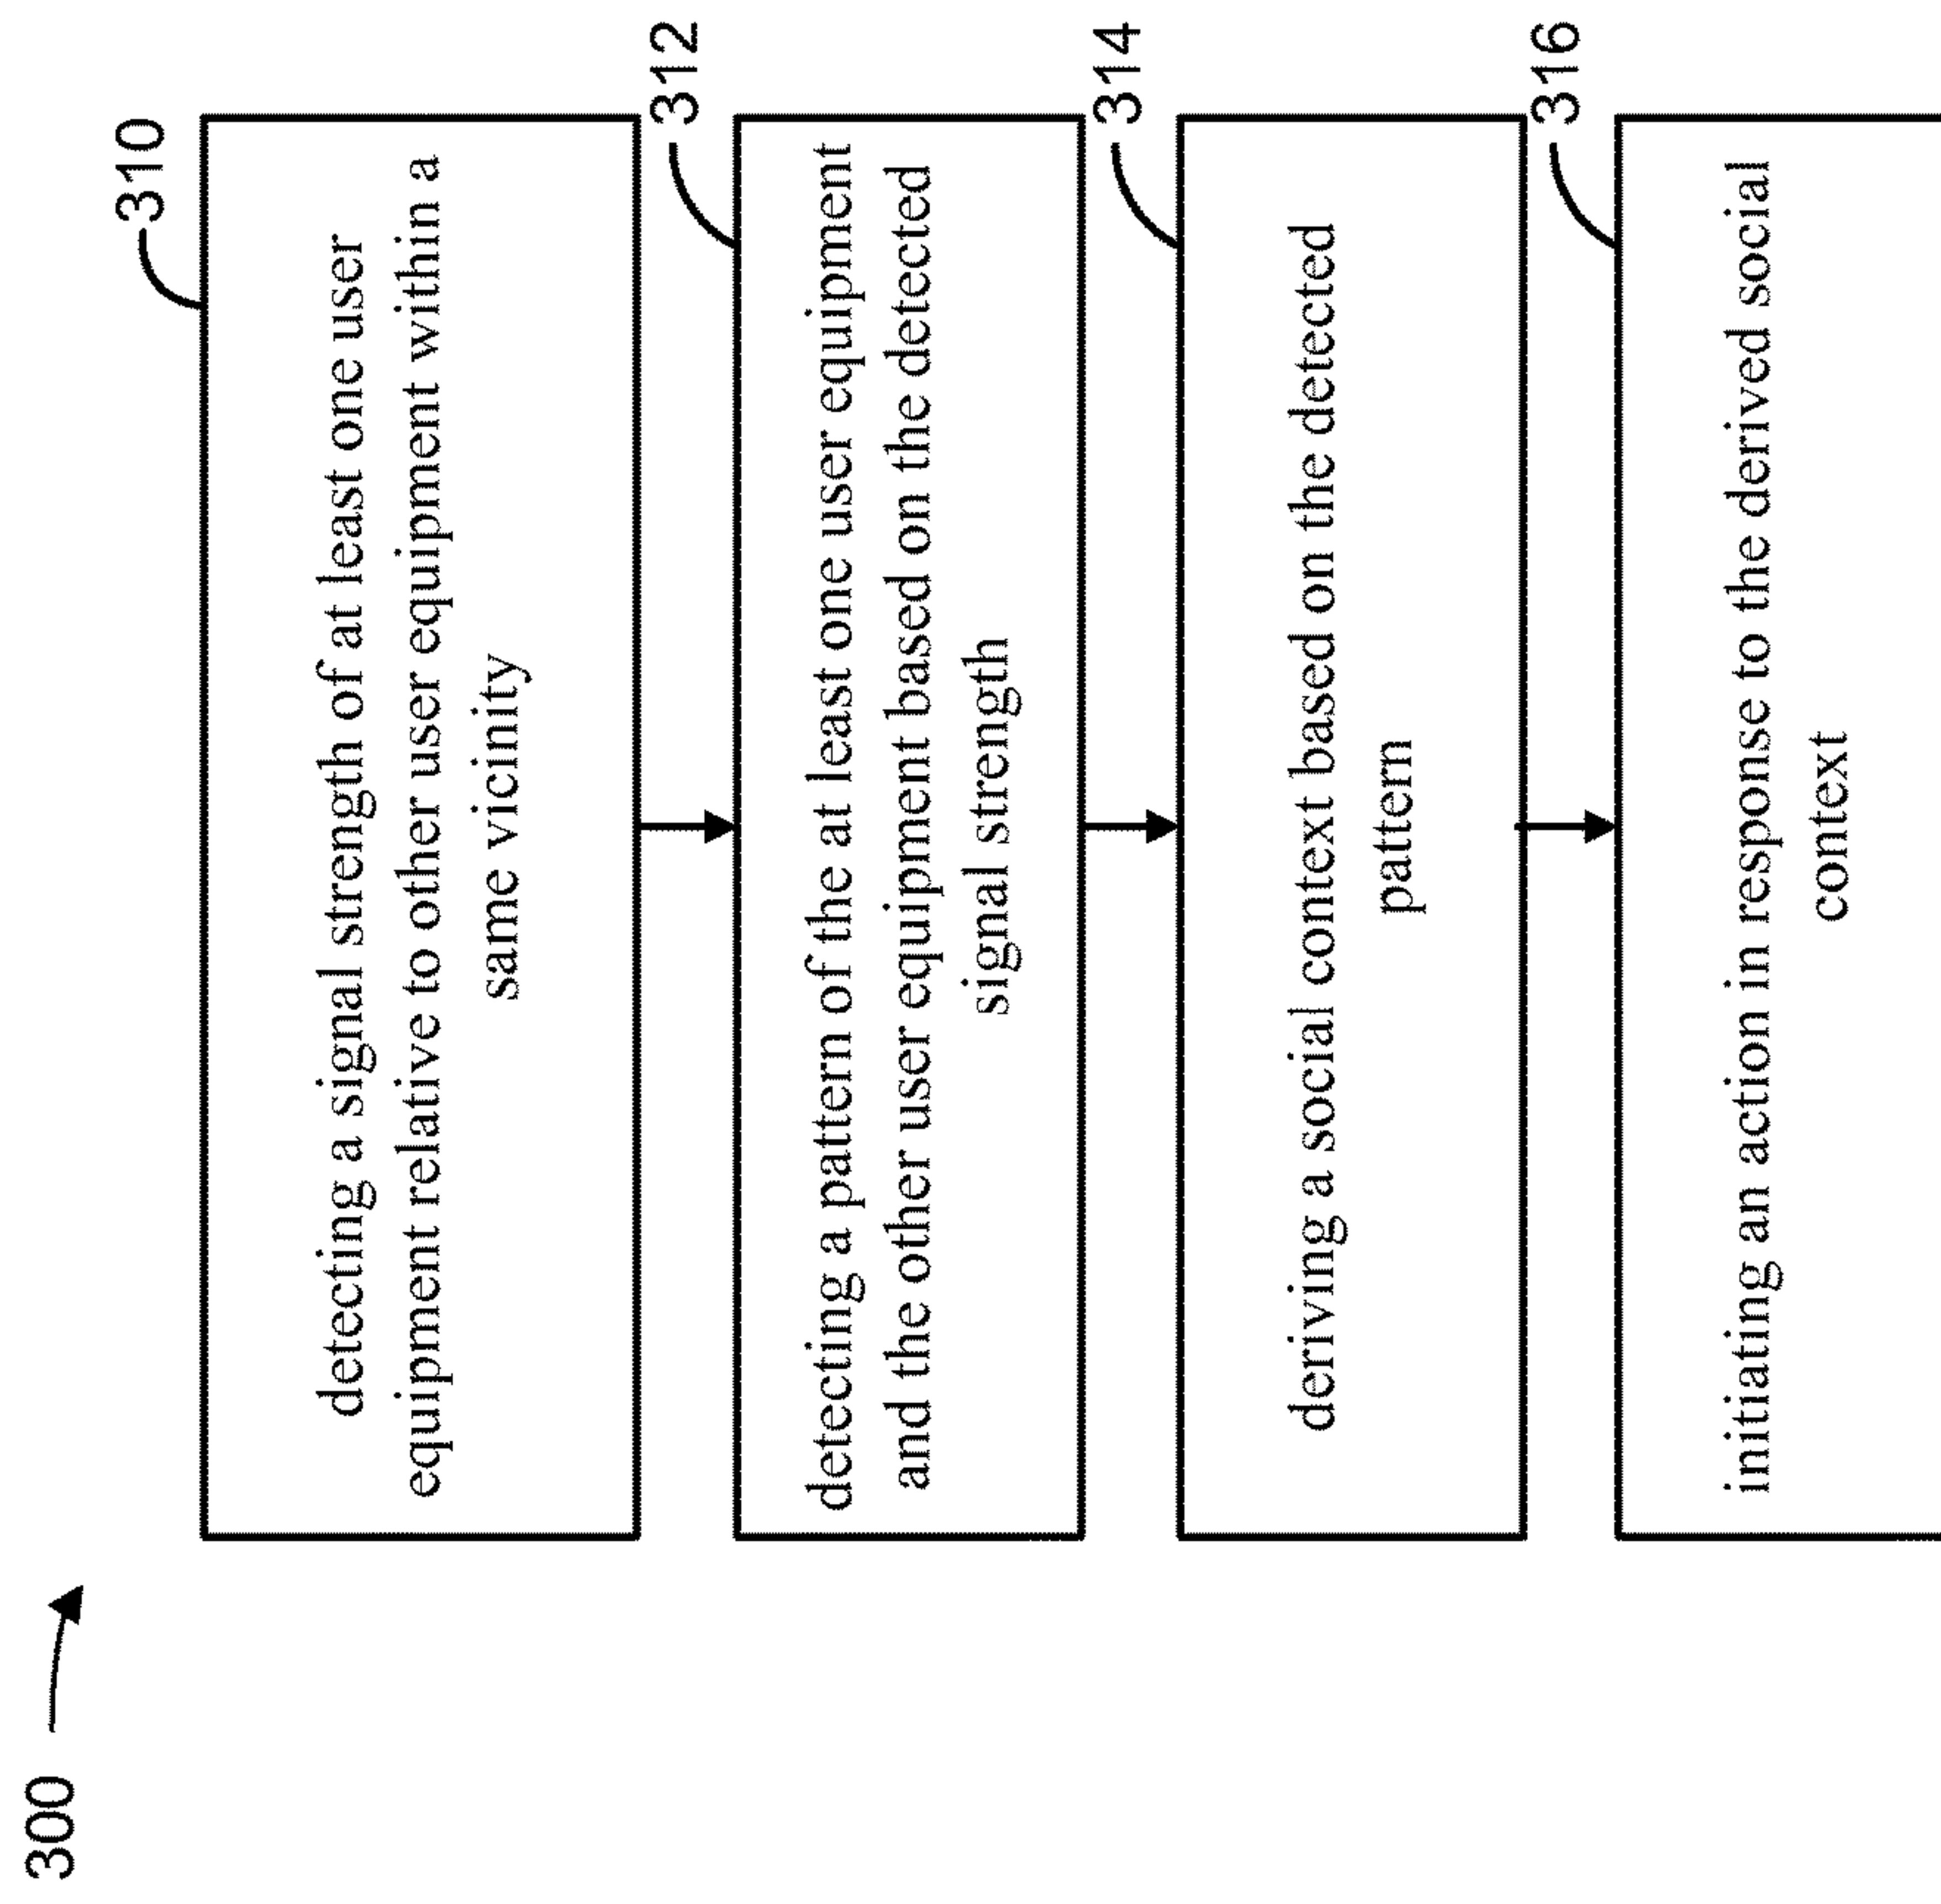 300
310
detecting a signal strength of at least one user
equipment relative to other user equipment within a
same vicinity
312
detecting a pattern of the at least one user equipment
and the other user equipment based on the detected
signal strength
314
deriving a social context based on the detected
pattern
316
initiating an action in response to the derived social
context